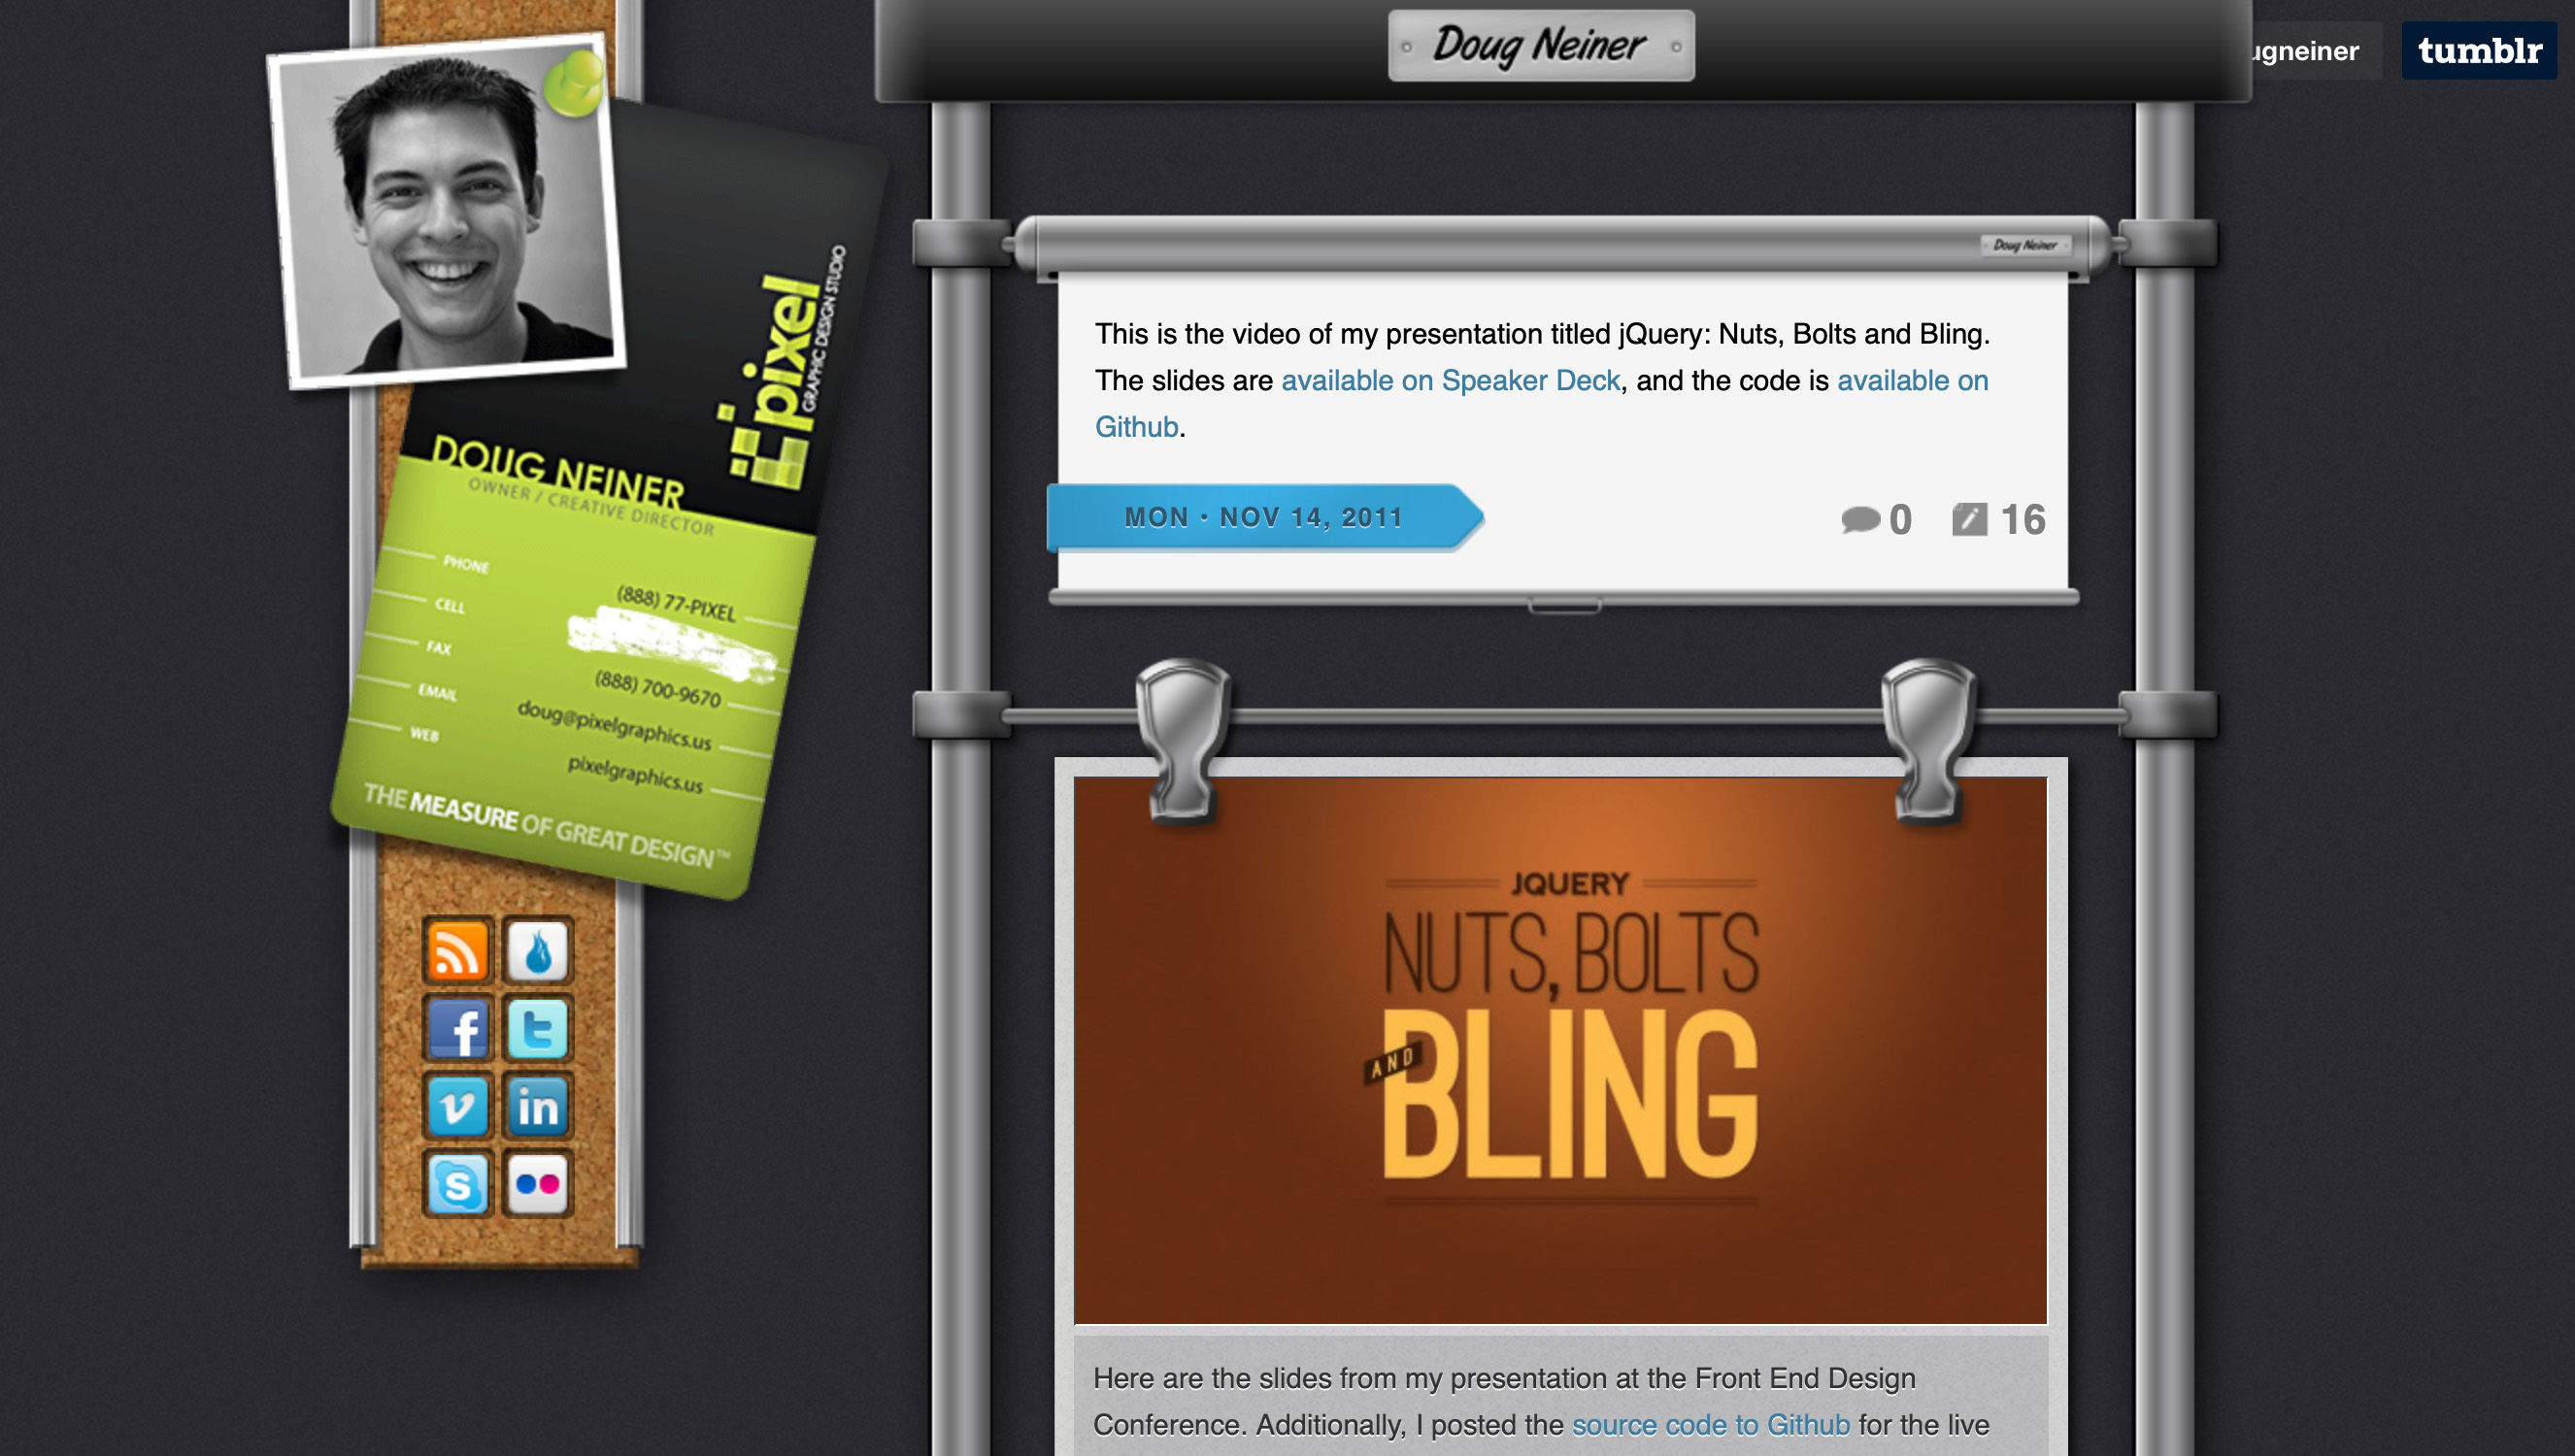 Doug Neiner
ugneiner
tumblr
pixel
GRAPHIC DESIGN STUDIO
DOUG NEINER
OWNER / CREATIVE DIRECTOR
PHONE
(888) 77-PIXEL
CELL
FAX
(888) 700-9670
EMAIL
doug@pixelgraphics.us
WEB
pixelgraphics.us
THE MEASURE OF GREAT DESIGN™
f
t
v
in
S
Doug Neiner
This is the video of my presentation titled jQuery: Nuts, Bolts and Bling.
The slides are available on Speaker Deck, and the code is available on
Github.
MON • NOV 14, 2011
0
16
JQUERY
NUTS, BOLTS
AND
BLING
Here are the slides from my presentation at the Front End Design
Conference. Additionally, I posted the source code to Github for the live